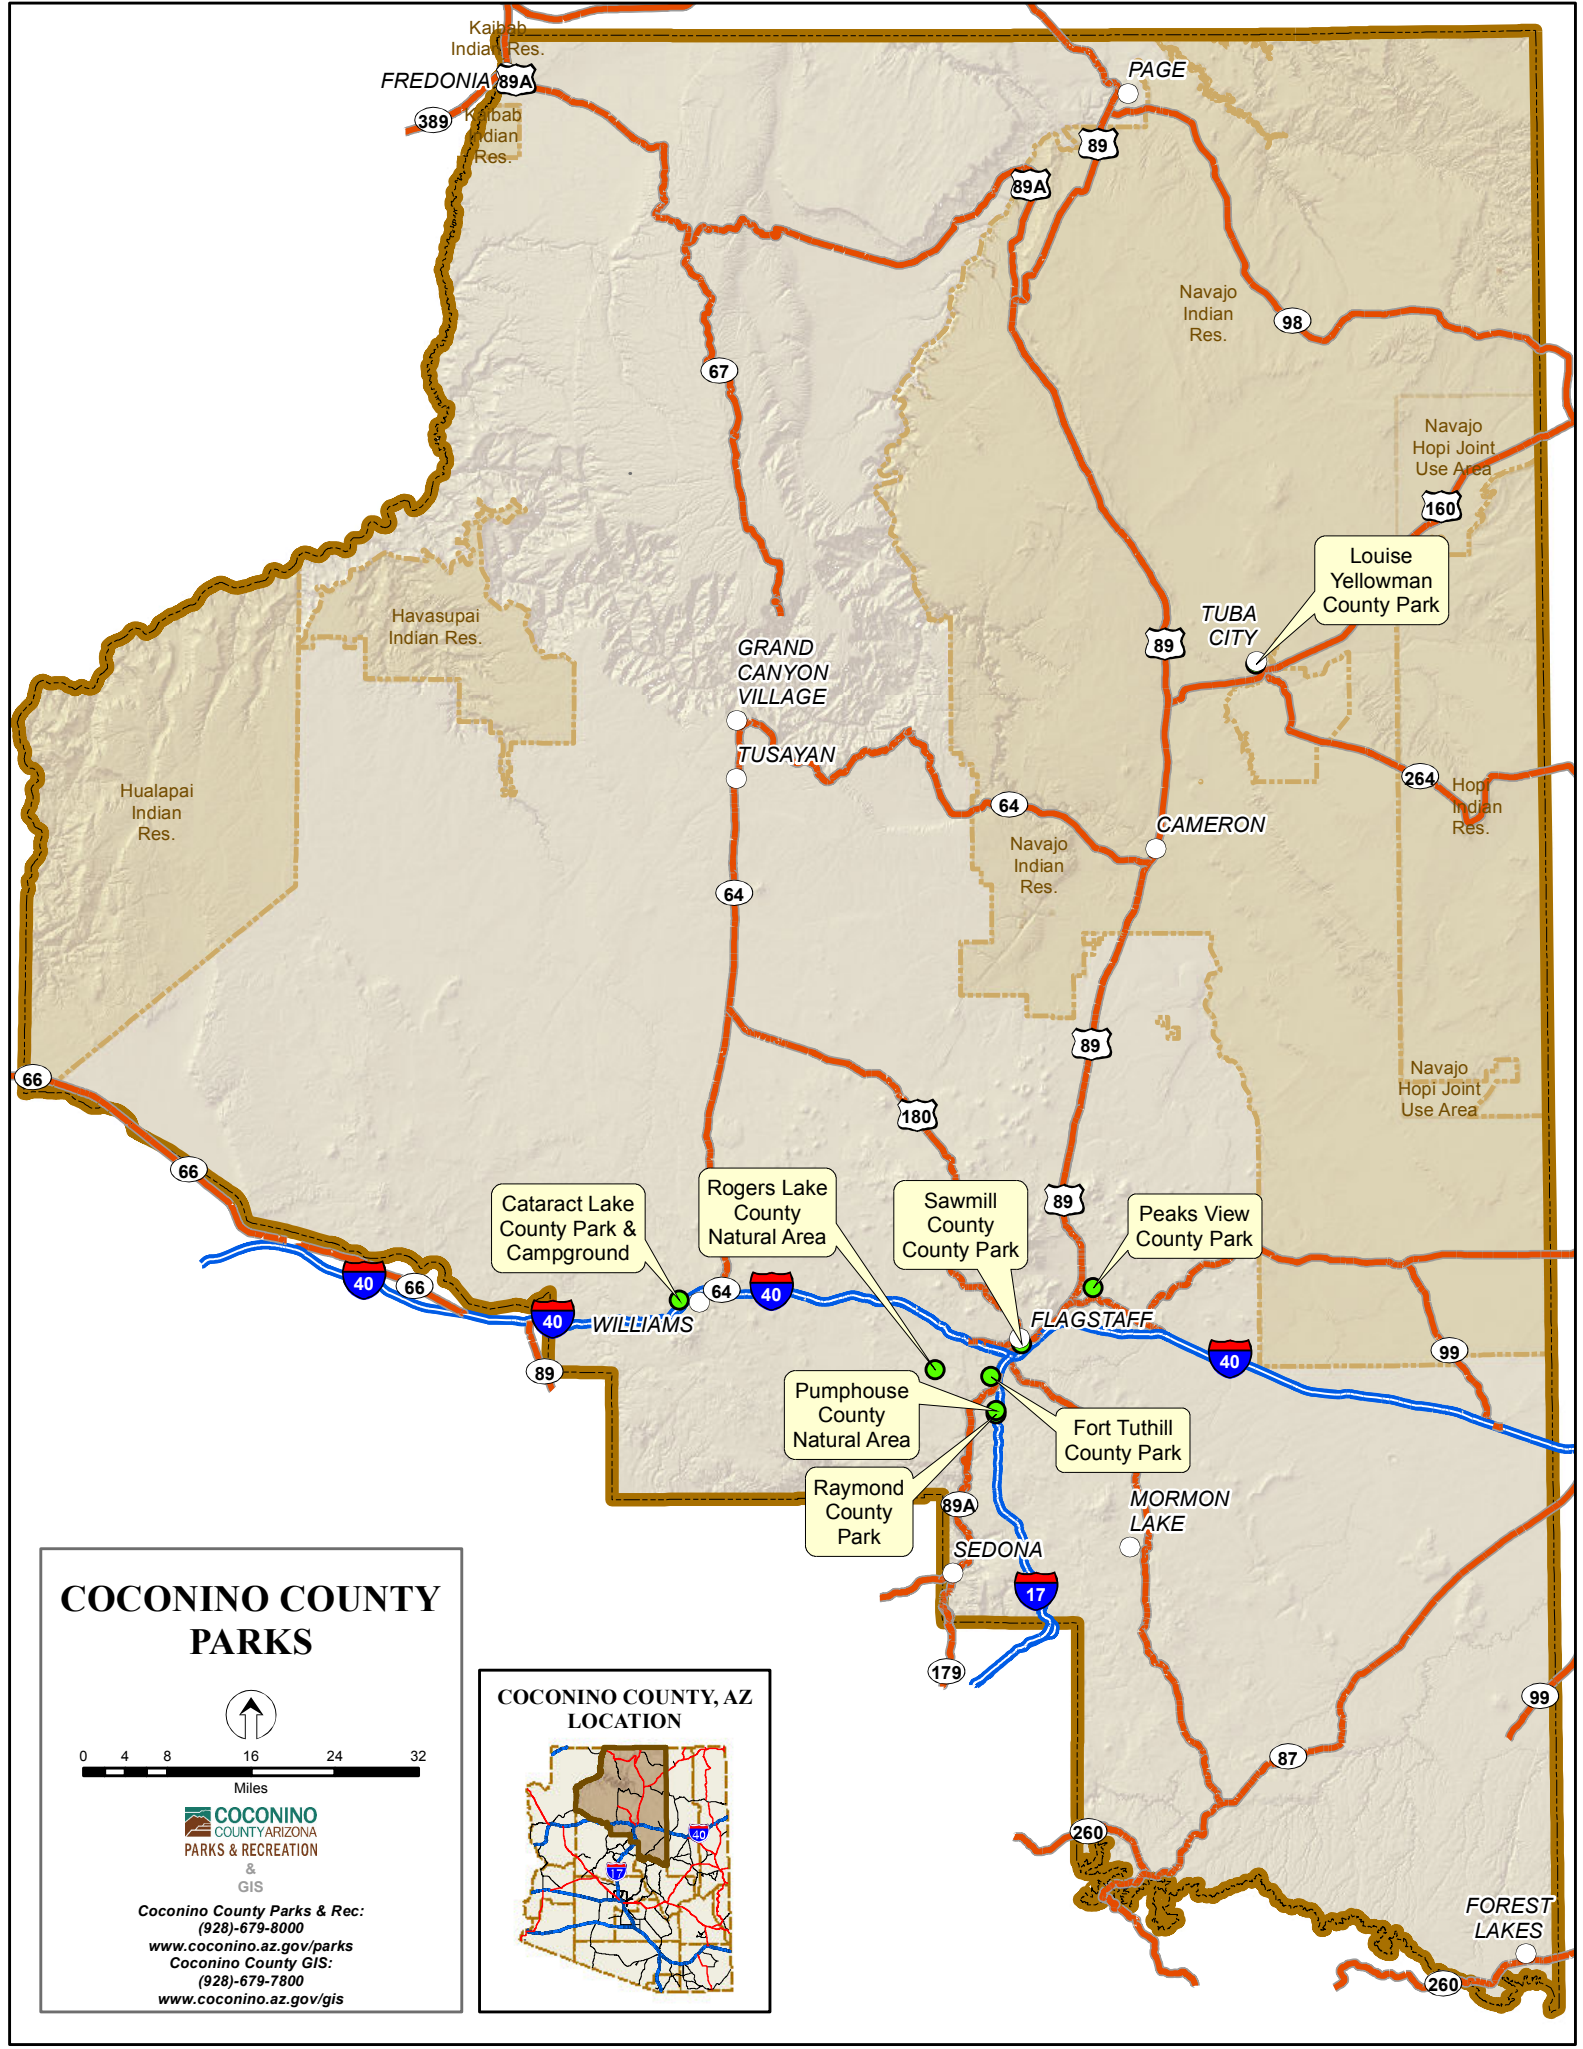 Kaibab
Indian Res.
FREDONIA
89A
389
Kaibab
Indian
Res.
PAGE
89
89A
Navajo
Indian
Res.
98
67
Navajo
Hopi Joint
Use Area
160
Louise
Yellowman
County Park
TUBA
CITY
89
Havasupai
Indian Res.
GRAND
CANYON
VILLAGE
TUSAYAN
264
Hopi
Indian
Res.
Hualapai
Indian
Res.
64
CAMERON
Navajo
Indian
Res.
64
89
66
Navajo
Hopi Joint
Use Area
180
66
89
Cataract Lake
County Park &
Campground
Rogers Lake
County
Natural Area
Sawmill
County
County Park
Peaks View
County Park
40
66
40
WILLIAMS
64
40
FLAGSTAFF
40
99
89
Pumphouse
County
Natural Area
Fort Tuthill
County Park
Raymond
County
Park
89A
MORMON
LAKE
SEDONA
17
179
99
87
260
FOREST
LAKES
260
COCONINO COUNTY
PARKS
0 4 8 16 24 32
Miles
COCONINO
COUNTY ARIZONA
PARKS & RECREATION
&
GIS
Coconino County Parks & Rec:
(928)-679-8000
www.coconino.az.gov/parks
Coconino County GIS:
(928)-679-7800
www.coconino.az.gov/gis
COCONINO COUNTY, AZ
LOCATION
40
17